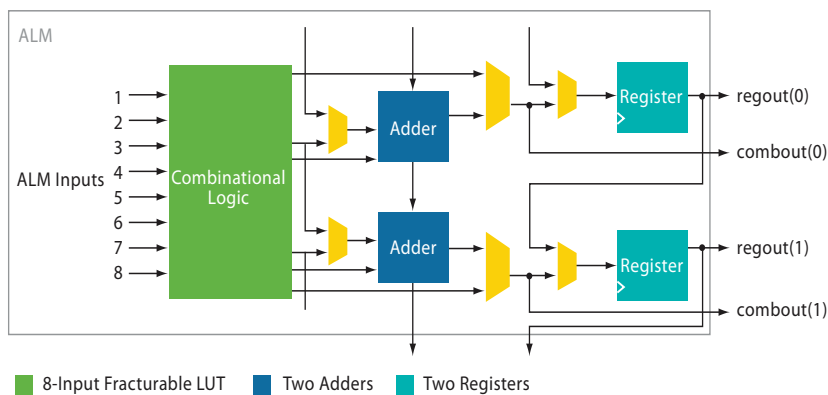 ALM
1
2
3
ALM Inputs 4
5
6
7
8
Combinational
Logic
Adder
Adder
Register
Register
regout(0)
combout(0)
regout(1)
combout(1)
8-Input Fracturable LUT
Two Adders
Two Registers